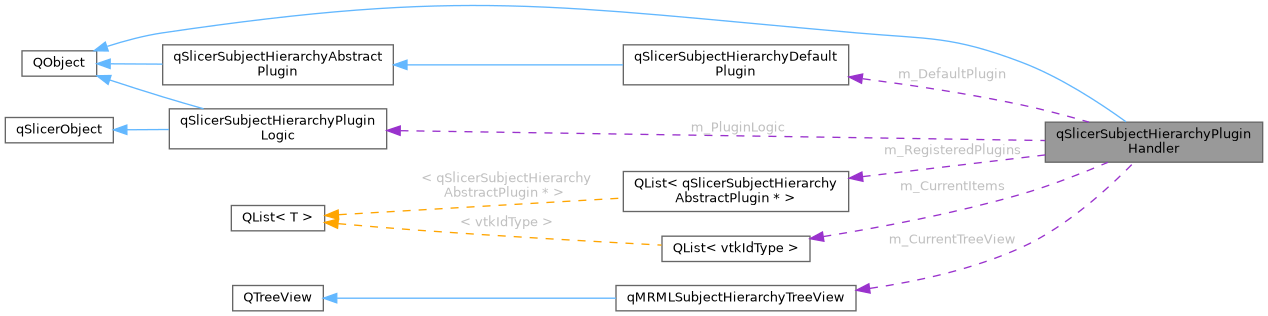 QObject
qSlicerSubjectHierarchyAbstract
Plugin
qSlicerSubjectHierarchyDefault
Plugin
m_DefaultPlugin
qSlicerObject
qSlicerSubjectHierarchyPlugin
Logic
m_PluginLogic
qSlicerSubjectHierarchyPlugin
Handler
m_RegisteredPlugins
< qSlicerSubjectHierarchy
AbstractPlugin * >
QList< qSlicerSubjectHierarchy
AbstractPlugin * >
m_CurrentItems
QList< T >
< vtkIdType >
QList< vtkIdType >
m_CurrentTreeView
QTreeView
qMRMLSubjectHierarchyTreeView